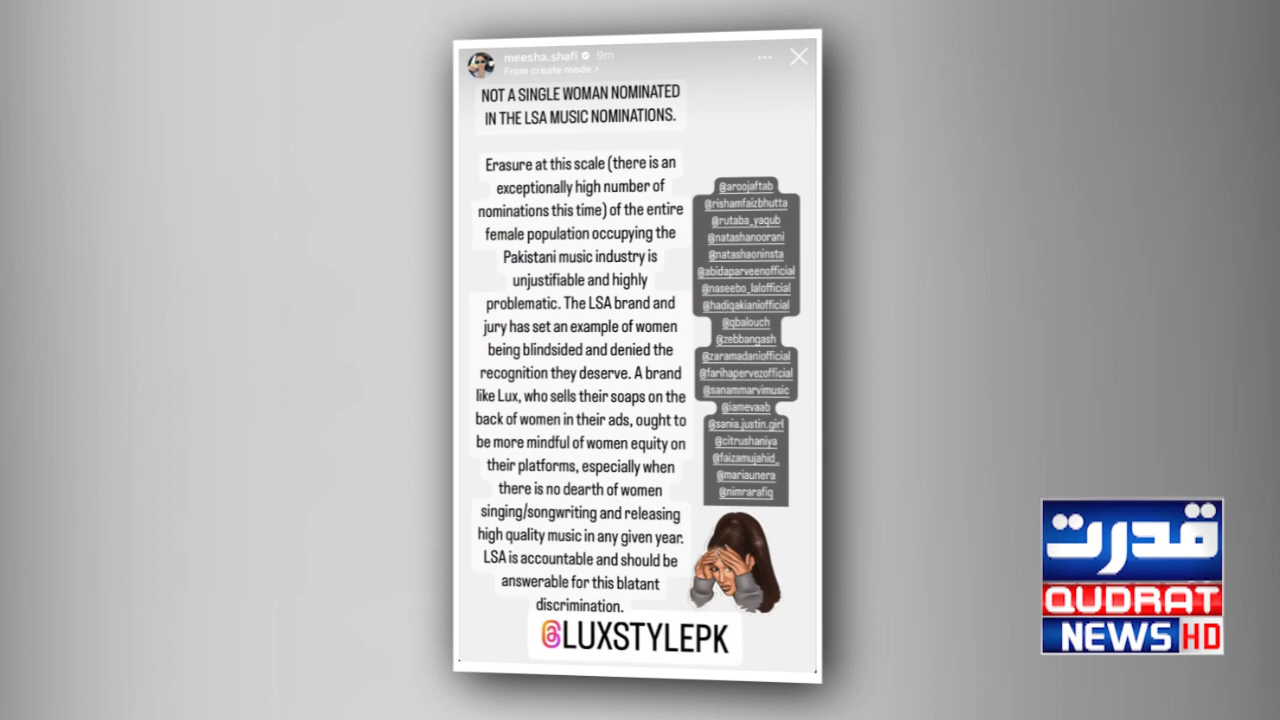 meesha.shafi 9m
From create mode >
NOT A SINGLE WOMAN NOMINATED
IN THE LSA MUSIC NOMINATIONS.
Erasure at this scale (there is an
exceptionally high number of
nominations this time) of the entire
female population occupying the
Pakistani music industry is
unjustifiable and highly
problematic. The LSA brand and
jury has set an example of women
being blindsided and denied the
recognition they deserve. A brand
like Lux, who sells their soaps on the
back of women in their ads, ought to
be more mindful of women equity on
their platforms, especially when
there is no dearth of women
singing/songwriting and releasing
high quality music in any given year.
LSA is accountable and should be
answerable for this blatant
discrimination.
@aroojaftab
@rishamfaizbhutta
@rutaba_yaqub
@natashanoorani
@natashaoninsta
@abidaparveenofficial
@naseebo_lalofficial
@hadiqakianiofficial
@qbalouch
@zebbangash
@zaramadaniofficial
@farihapervezofficial
@sanammarvimusic
@iamevaab
@sania.justin.girl
@citrushaniya
@faizamujahid_
@mariaunera
@nimrarafiq
@LUXSTYLEPK
قدرت
QUDRAT
NEWS HD